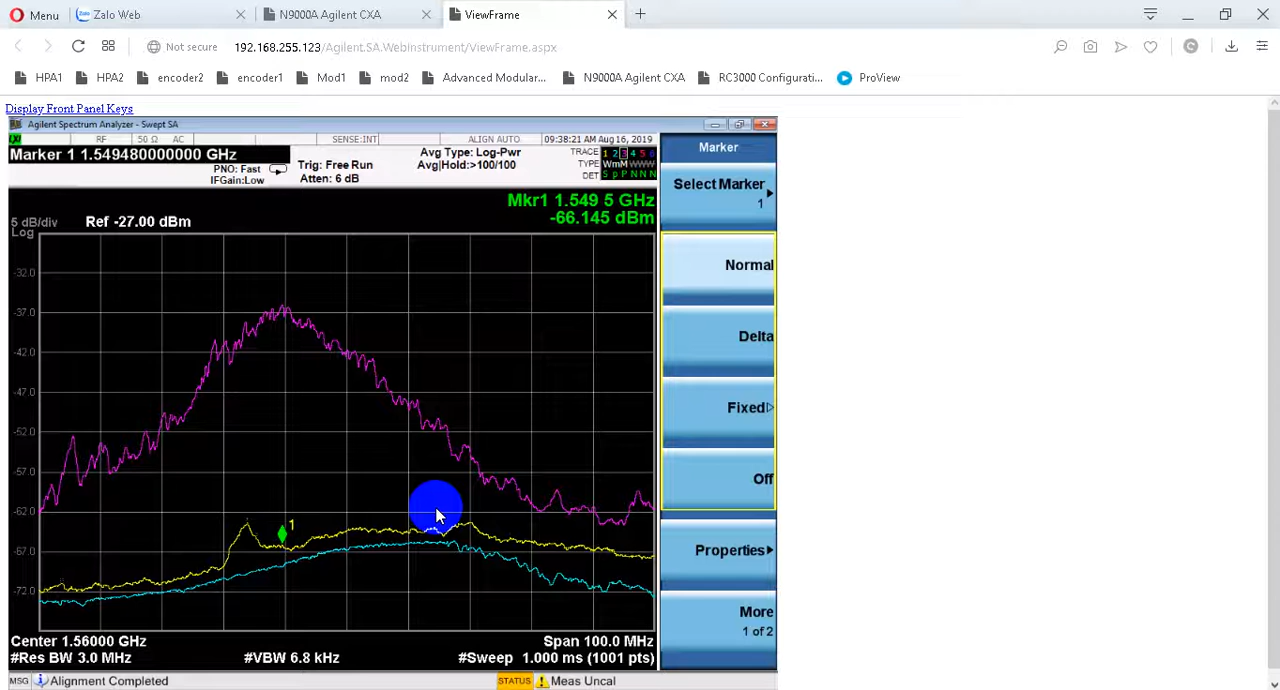 Menu
Zalo Web
N9000A Agilent CXA
ViewFrame
Not secure
192.168.255.123/Agilent.SA.WebInstrument/ViewFrame.aspx
HPA1
HPA2
encoder2
encoder1
Mod1
mod2
Advanced Modular...
N9000A Agilent CXA
RC3000 Configurati...
ProView
Display Front Panel Keys
Agilent Spectrum Analyzer - Swept SA
RF
50 Ω
AC
SENSE:INT
ALIGN AUTO
09:38:21 AM Aug 16, 2019
Marker 1 1.549480000000 GHz
PNO: Fast
IFGain:Low
Trig: Free Run
Atten: 6 dB
Avg Type: Log-Pwr
Avg|Hold:>100/100
TRACE 1 2 3 4 5 6
TYPE
DET S p P N N N
Mkr1 1.549 5 GHz
-66.145 dBm
5 dB/div
Log
Ref -27.00 dBm
-32.0
-37.0
-42.0
-47.0
-52.0
-57.0
-62.0
-67.0
-72.0
1
Center 1.56000 GHz
Span 100.0 MHz
#Res BW 3.0 MHz
#VBW 6.8 kHz
#Sweep 1.000 ms (1001 pts)
MSG
Alignment Completed
STATUS
Meas Uncal
Marker
Select Marker
1
Normal
Delta
Fixed
Off
Properties
More
1 of 2